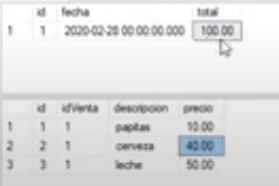 id fecha total
1 1 2020-02-28 00:00:00.000 100.00
id idVenta descripcion precio
1 1 1 papitas 10.00
2 2 1 cerveza 40.00
3 3 1 leche 50.00